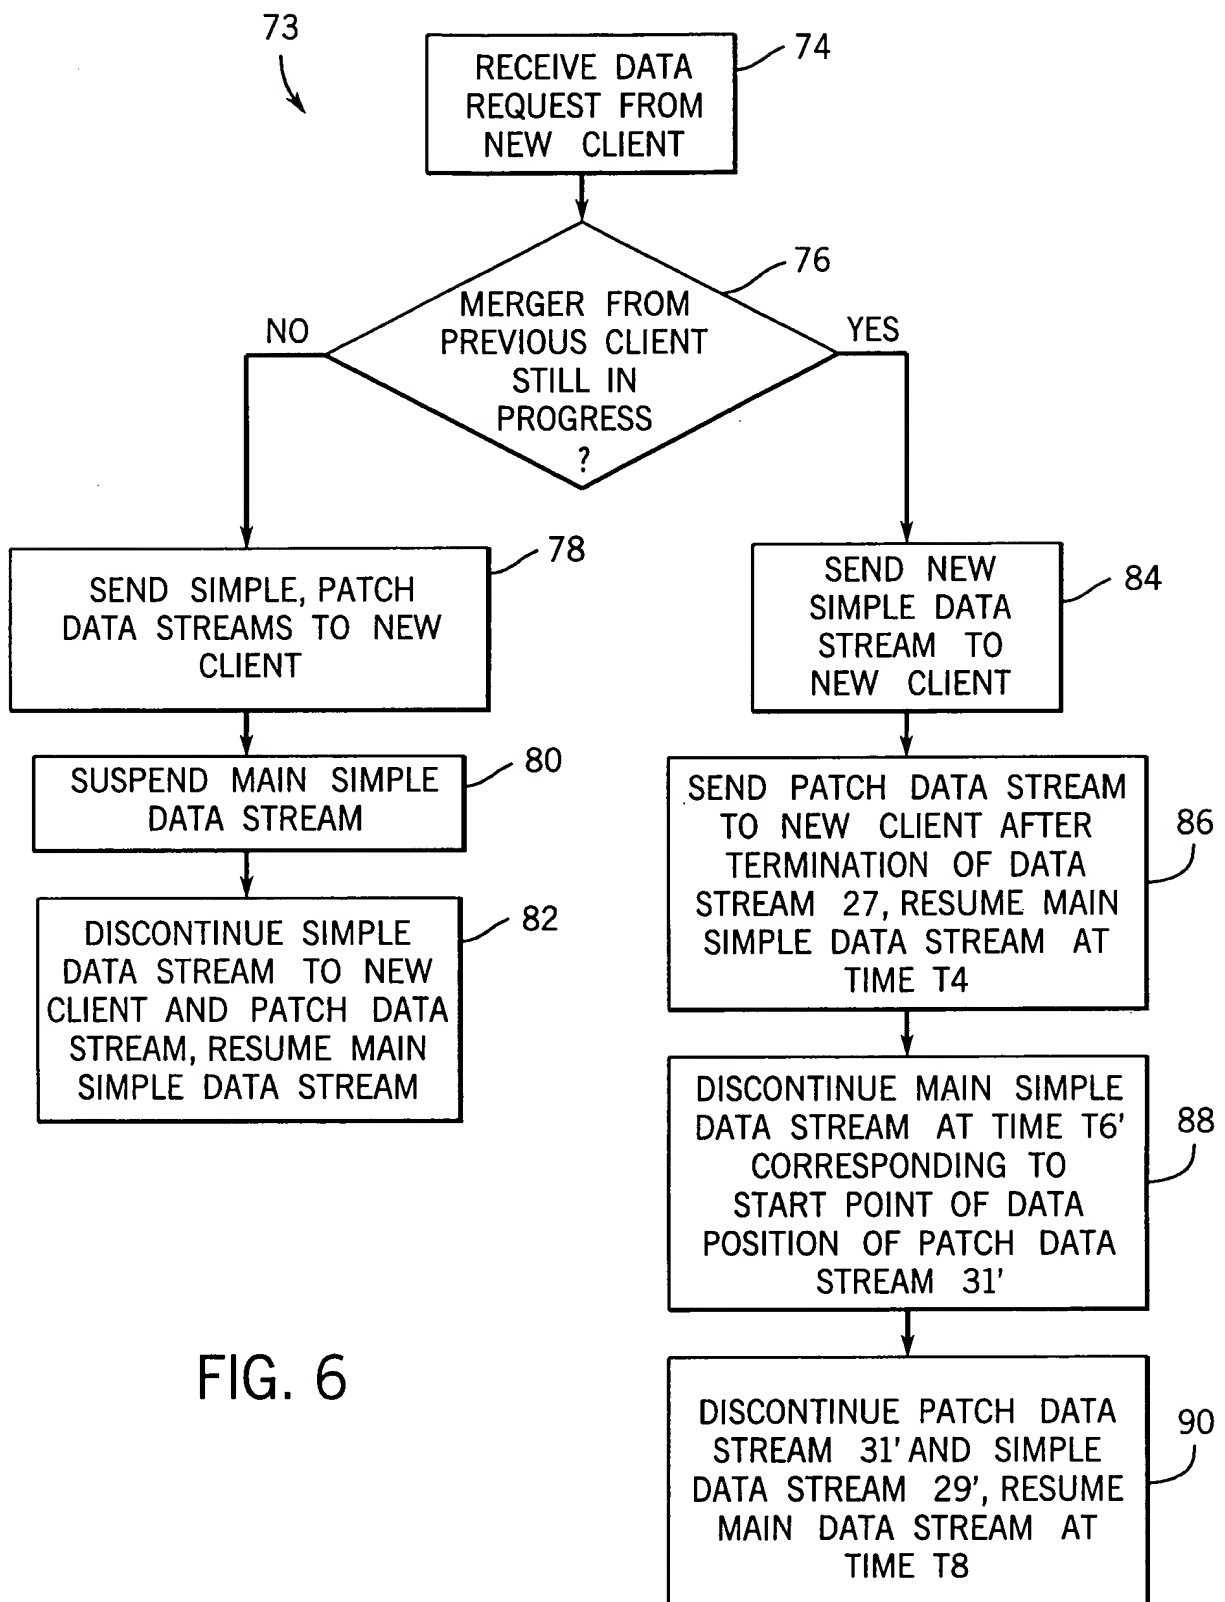 73
74
RECEIVE DATA
REQUEST FROM
NEW CLIENT
76
MERGER FROM
PREVIOUS CLIENT
STILL IN
PROGRESS
?
NO
YES
78
SEND SIMPLE, PATCH
DATA STREAMS TO NEW
CLIENT
80
SUSPEND MAIN SIMPLE
DATA STREAM
82
DISCONTINUE SIMPLE
DATA STREAM TO NEW
CLIENT AND PATCH DATA
STREAM, RESUME MAIN
SIMPLE DATA STREAM
84
SEND NEW
SIMPLE DATA
STREAM TO
NEW CLIENT
86
SEND PATCH DATA STREAM
TO NEW CLIENT AFTER
TERMINATION OF DATA
STREAM 27, RESUME MAIN
SIMPLE DATA STREAM AT
TIME T4
88
DISCONTINUE MAIN SIMPLE
DATA STREAM AT TIME T6'
CORRESPONDING TO
START POINT OF DATA
POSITION OF PATCH DATA
STREAM 31'
90
DISCONTINUE PATCH DATA
STREAM 31' AND SIMPLE
DATA STREAM 29', RESUME
MAIN DATA STREAM AT
TIME T8
FIG. 6